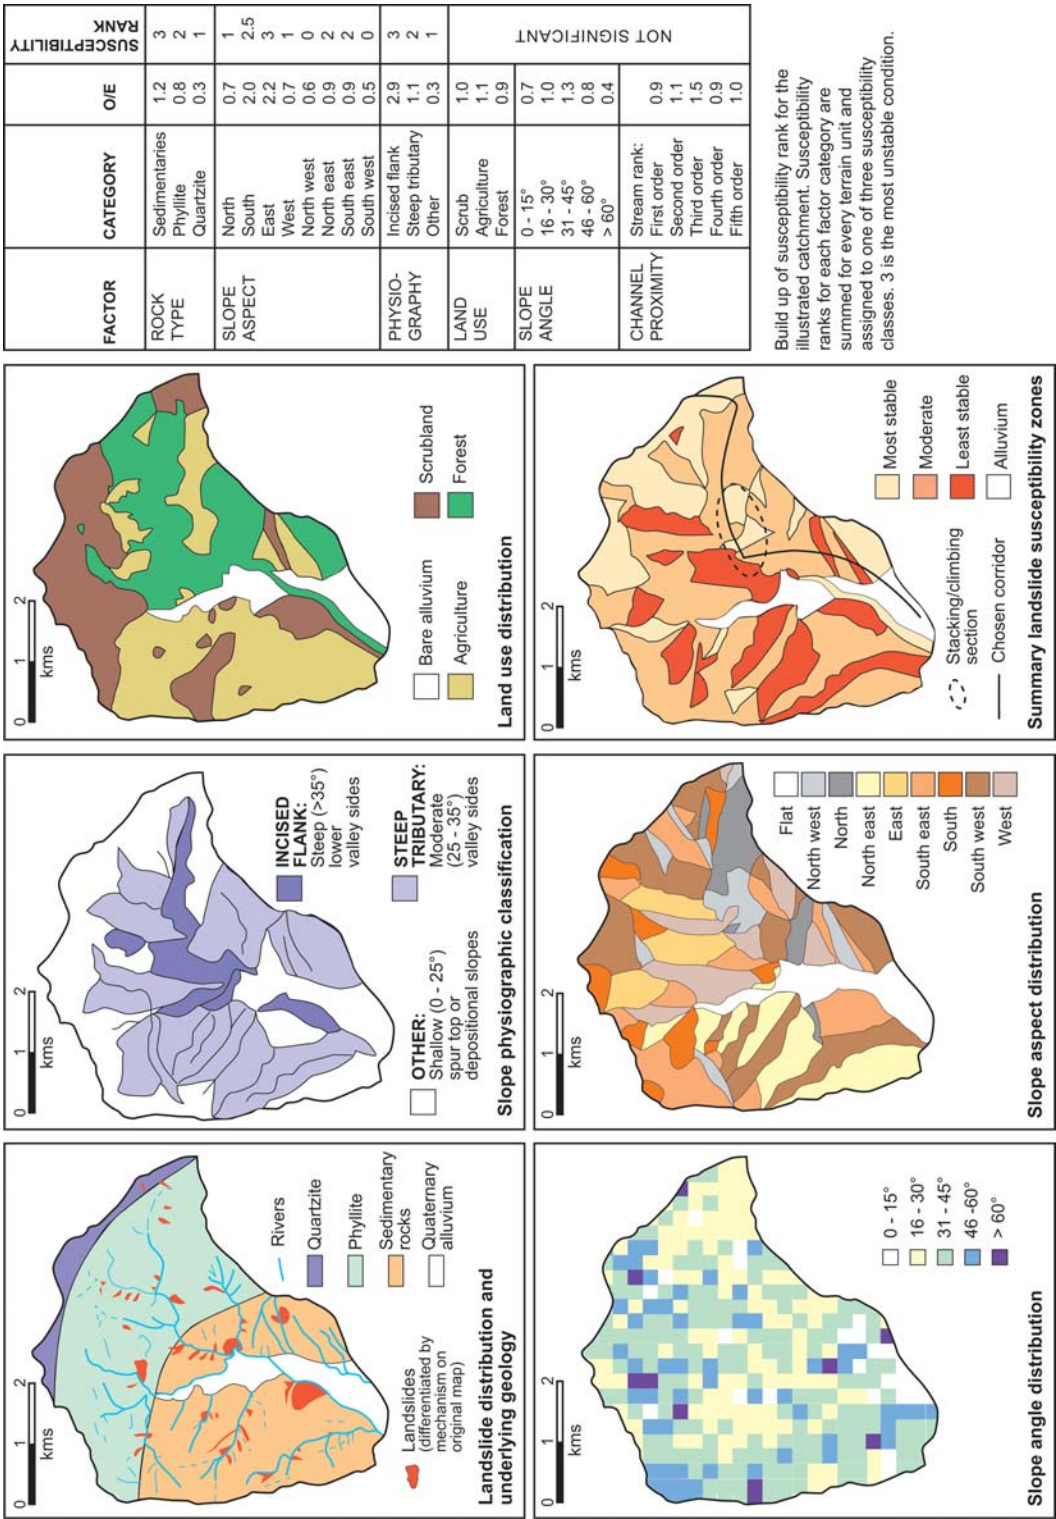 0 1 2
kms
Rivers
Quartzite
Phyllite
Sedimentary
rocks
Quaternary
alluvium
Landslides
(differentiated by
mechanism on
original map)
Landslide distribution and
underlying geology
0 1 2
kms
OTHER:
Shallow (0 - 25°)
spur top or
depositional slopes
INCISED
FLANK:
Steep (>35°)
lower
valley sides
STEEP
TRIBUTARY:
Moderate
(25 - 35°)
valley sides
Slope physiographic classification
0 1 2
kms
Bare alluvium
Agriculture
Scrubland
Forest
Land use distribution
0 1 2
kms
0 - 15°
16 - 30°
31 - 45°
46 -60°
> 60°
Slope angle distribution
0 1 2
kms
Flat
North west
North
North east
East
South east
South
South west
West
Slope aspect distribution
0 1 2
kms
Stacking/climbing
section
Chosen corridor
Most stable
Moderate
Least stable
Alluvium
Summary landslide susceptibility zones
FACTOR CATEGORY O/E SUSCEPTIBILITY
RANK
ROCK Sedimentaries 1.2 3
TYPE Phyllite 0.8 2
Quartzite 0.3 1
SLOPE North 0.7 1
ASPECT South 2.0 2.5
East 2.2 3
West 0.7 1
North west 0.6 0
North east 0.9 2
South east 0.9 2
South west 0.5 0
PHYSIO- Incised flank 2.9 3
GRAPHY Steep tributary 1.1 2
Other 0.3 1
LAND Scrub 1.0
USE Agriculture 1.1
Forest 0.9
SLOPE 0 - 15° 0.7
ANGLE 16 - 30° 1.0
31 - 45° 1.3
46 - 60° 0.8
> 60° 0.4
CHANNEL Stream rank:
PROXIMITY First order 0.9
Second order 1.1
Third order 1.5
Fourth order 0.9
Fifth order 1.0
NOT SIGNIFICANT
Build up of susceptibility rank for the
illustrated catchment. Susceptibility
ranks for each factor category are
summed for every terrain unit and
assigned to one of three susceptibility
classes. 3 is the most unstable condition.